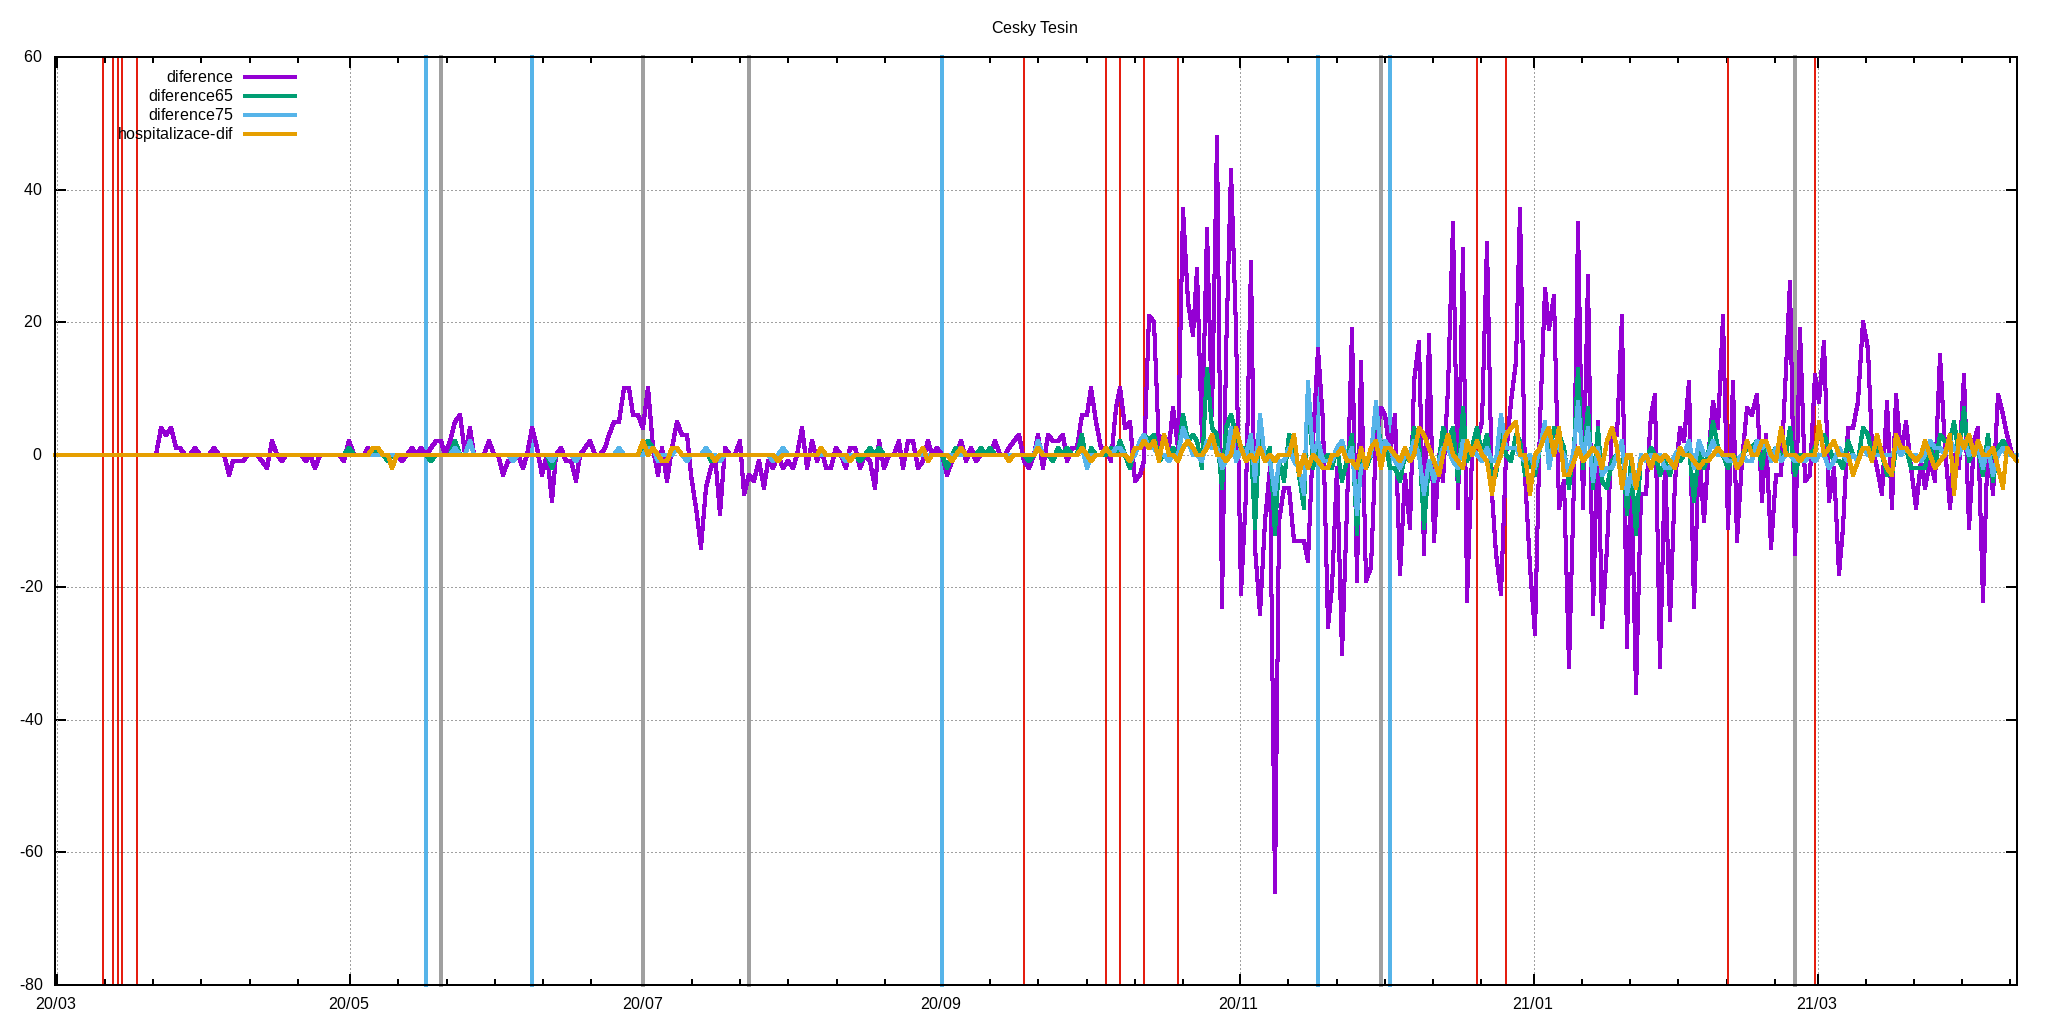 Cesky Tesin
60
diference
diference65
diference75
hospitalizace-dif
40
20
0
-20
-40
-60
-80
20/03 20/05 20/07 20/09 20/11 21/01 21/03